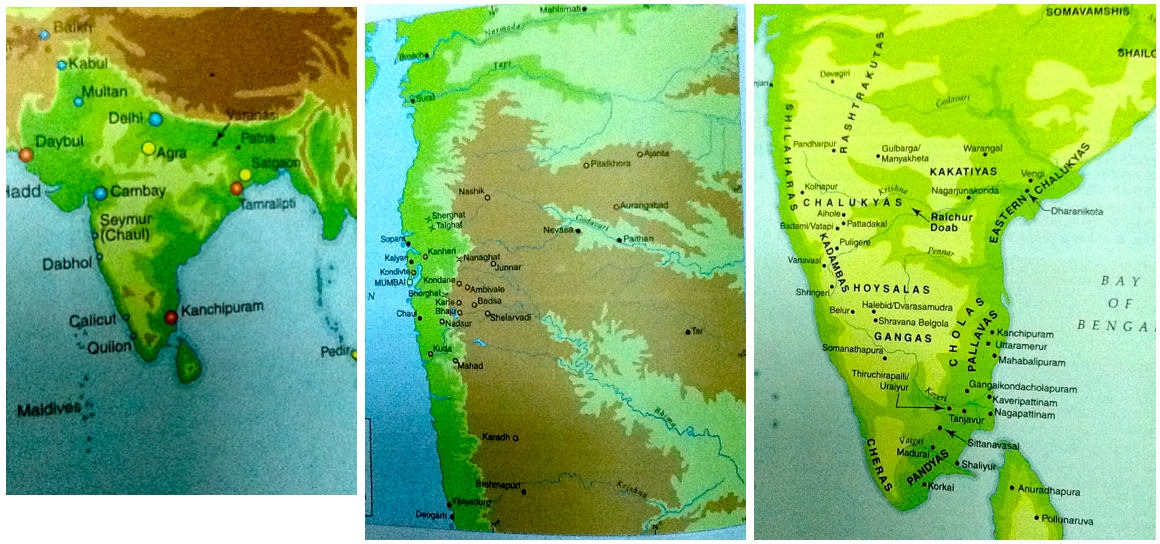 Balkh
Kabul
Multan
Delhi
Varanasi
Daybul
Agra
Patna
Satgaon
Hadd
Cambay
Tamralipti
Seymur
(Chaul)
Dabhol
Kanchipuram
Calicut
Quilon
Pedir
Maldives
Mahismati
Narmada
Broach
Tapi
Surat
Ajanta
Pitalkhora
Nashik
Aurangabad
Sherghat
Talghat
Godavari
Nevasa
Paithan
Sopara
Kanheri
Kalyan
Nanaghat
Junnar
Kondivte
MUMBAI
Kondane
Ambivale
N
Bhorghat
Karle
Bedsa
Bhaja
Shelarvadi
Chaul
Nadsur
Ter
Kuda
Mahad
Bhima
Karadh
Brahmapuri
Krishna
Vijayadurg
Deogarh
SOMAVAMSHIS
SHAILO
RASHTRAKUTAS
Devagiri
njan
Godavari
SHILAHARAS
Pandharpur
Gulbarga/
Manyakheta
Warangal
KAKATIYAS
Vengi
EASTERN CHALUKYAS
Kolhapur
Krishna
Nagarjunakonda
CHALUKYAS
Dharanikota
Aihole
Raichur
Doab
Badami/Vatapi
Pattadakal
KADAMBAS
Puligere
Pennar
Vanavasi
Shringeri
HOYSALAS
BAY
OF
BENGA
Belur
Halebid/Dvarasamudra
Shravana Belgola
GANGAS
CHOLAS
PALLAVAS
Kanchipuram
Uttaramerur
Mahabalipuram
Somanathapura
Thiruchirapalli/
Uraiyur
Kaveri
Gangaikondacholapuram
Kaveripattinam
Nagapattinam
Tanjavur
Sittanavasal
CHERAS
Vaigai
Madurai
PANDYAS
Shaliyur
Korkai
Anuradhapura
Pollunaruva